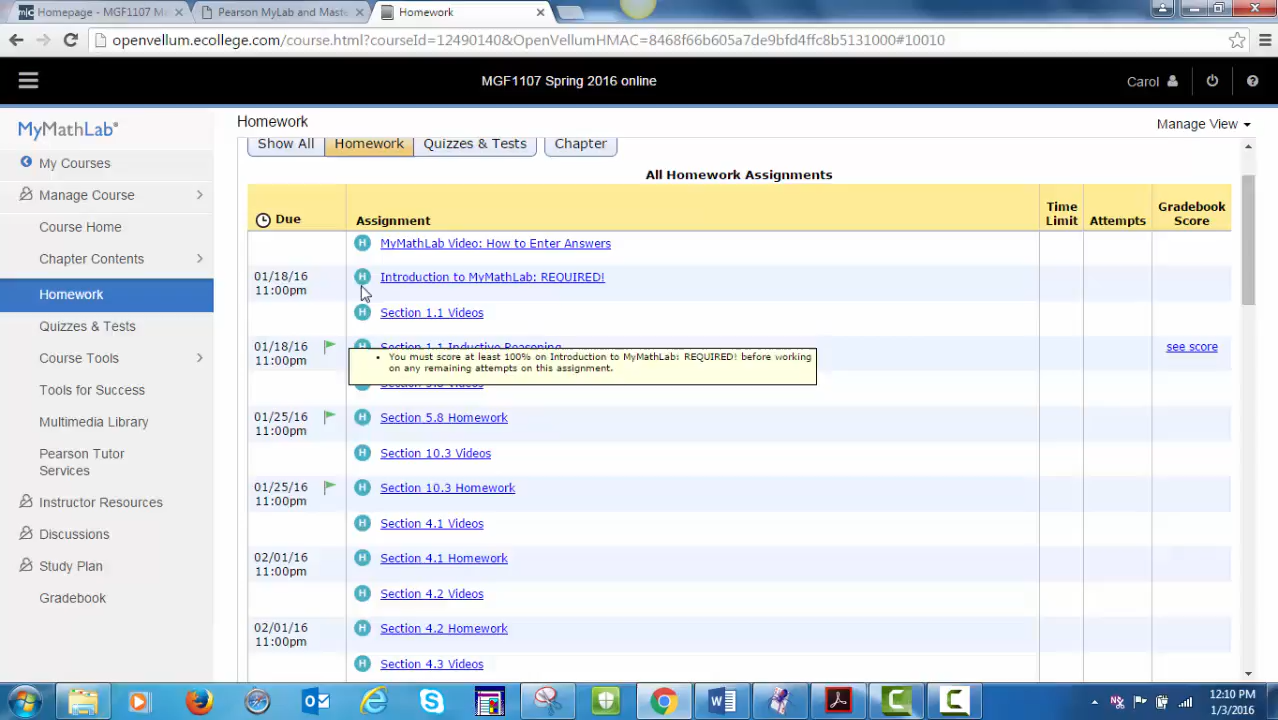 Homepage - MGF1107 M
Pearson MyLab and Maste
Homework
openvellum.ecollege.com/course.html?courseId=12490140&OpenVellumHMAC=8468f66b605a7de9bfd4ffc8b5131000#10010
MGF1107 Spring 2016 online
Carol
MyMathLab®
Homework
Manage View
My Courses
Manage Course
Course Home
Chapter Contents
Homework
Quizzes & Tests
Course Tools
Tools for Success
Multimedia Library
Pearson Tutor
Services
Instructor Resources
Discussions
Study Plan
Gradebook
Show All Homework Quizzes & Tests Chapter
All Homework Assignments
Due Assignment Time Limit Attempts Gradebook Score
H MyMathLab Video: How to Enter Answers
01/18/16 11:00pm H Introduction to MyMathLab: REQUIRED!
H Section 1.1 Videos
01/18/16 11:00pm H Section 1.1 Inductive Reasoning see score
• You must score at least 100% on Introduction to MyMathLab: REQUIRED! before working
on any remaining attempts on this assignment.
Section 5.8 Videos
01/25/16 11:00pm H Section 5.8 Homework
H Section 10.3 Videos
01/25/16 11:00pm H Section 10.3 Homework
H Section 4.1 Videos
02/01/16 11:00pm H Section 4.1 Homework
H Section 4.2 Videos
02/01/16 11:00pm H Section 4.2 Homework
H Section 4.3 Videos
12:10 PM
1/3/2016